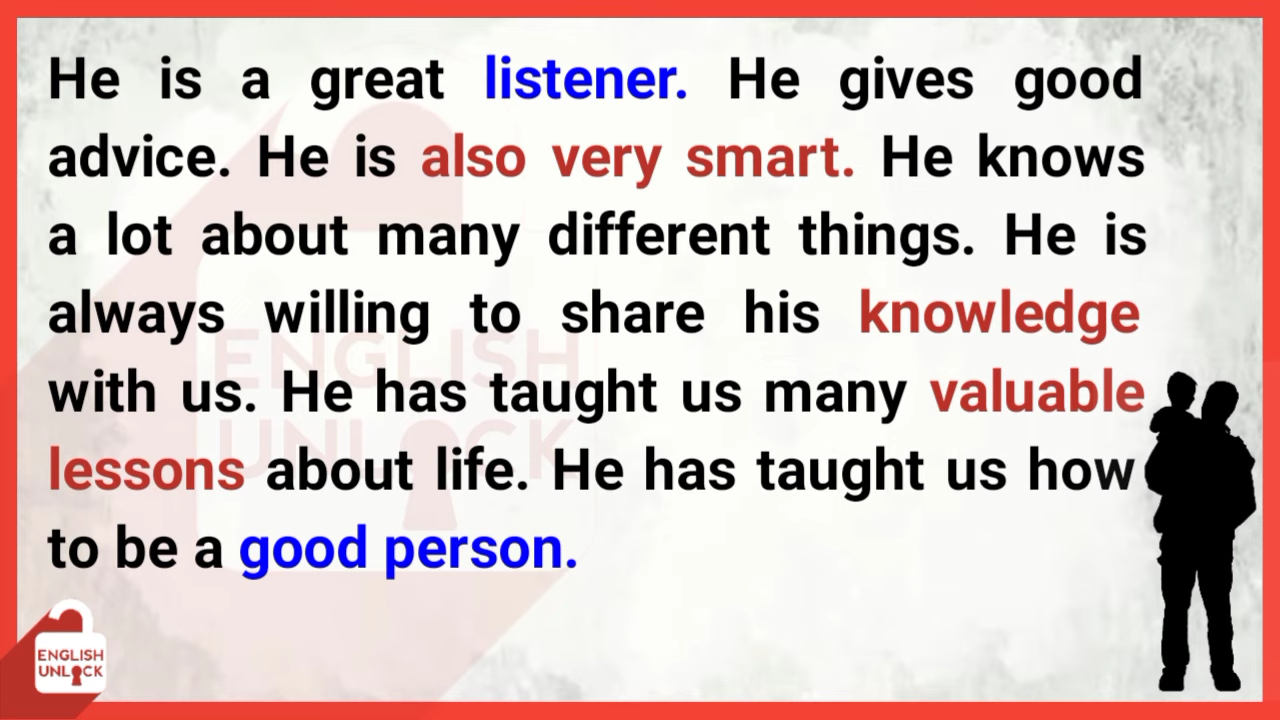 He is a great listener. He gives good
advice. He is also very smart. He knows
a lot about many different things. He is
always willing to share his knowledge
with us. He has taught us many valuable
lessons about life. He has taught us how
to be a good person.
ENGLISH
UNLOCK
ENGLISH
UNLOCK